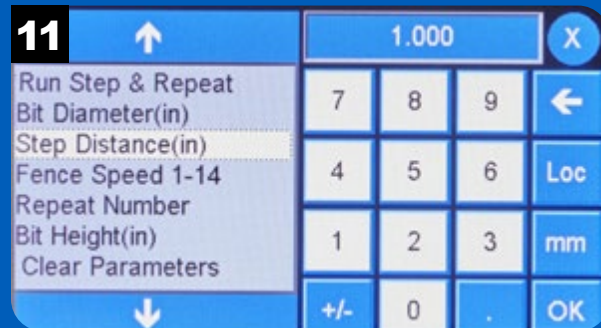 11
1.000
X
Run Step & Repeat
Bit Diameter(in)
Step Distance(in)
Fence Speed 1-14
Repeat Number
Bit Height(in)
Clear Parameters
7 8 9
4 5 6 Loc
1 2 3 mm
+/- 0 . OK